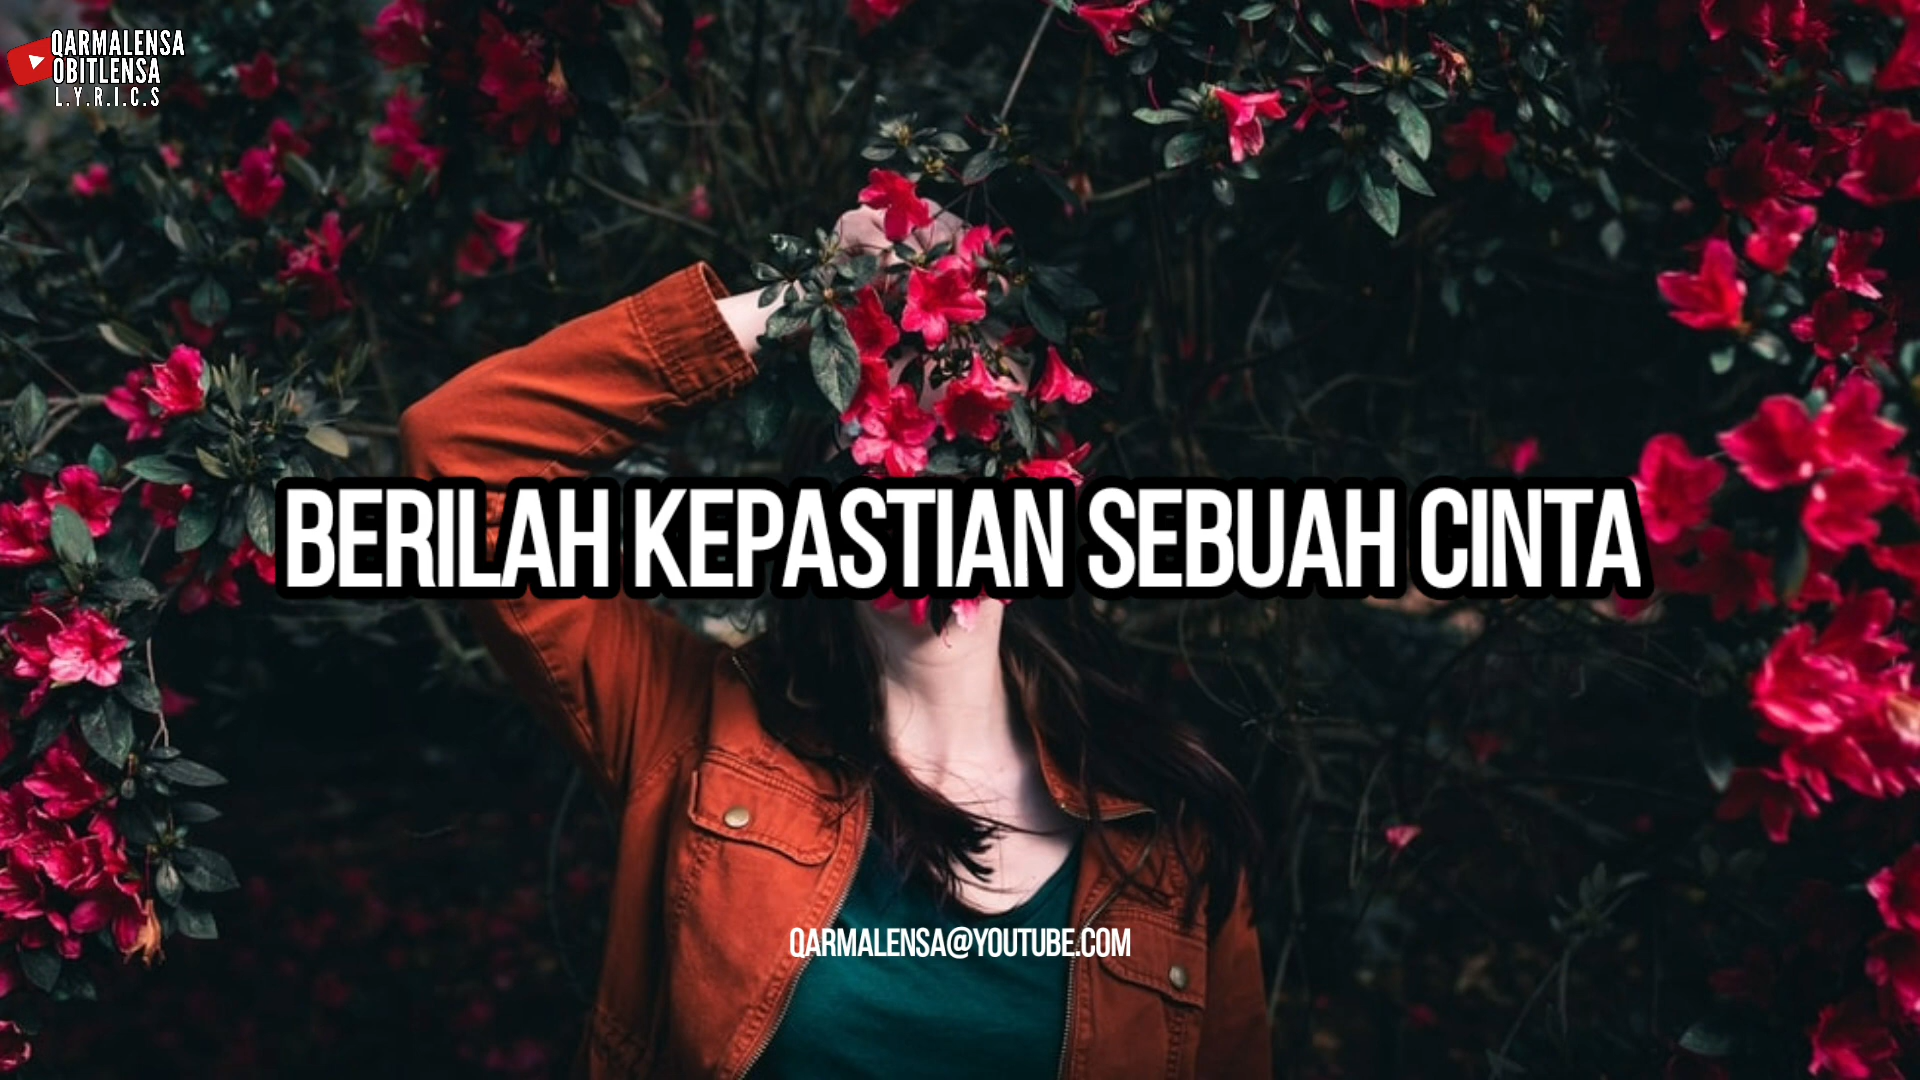 QARMALENSA
OBITLENSA
L.Y.R.I.C.S
BERILAH KEPASTIAN SEBUAH CINTA
QARMALENSA@YOUTUBE.COM